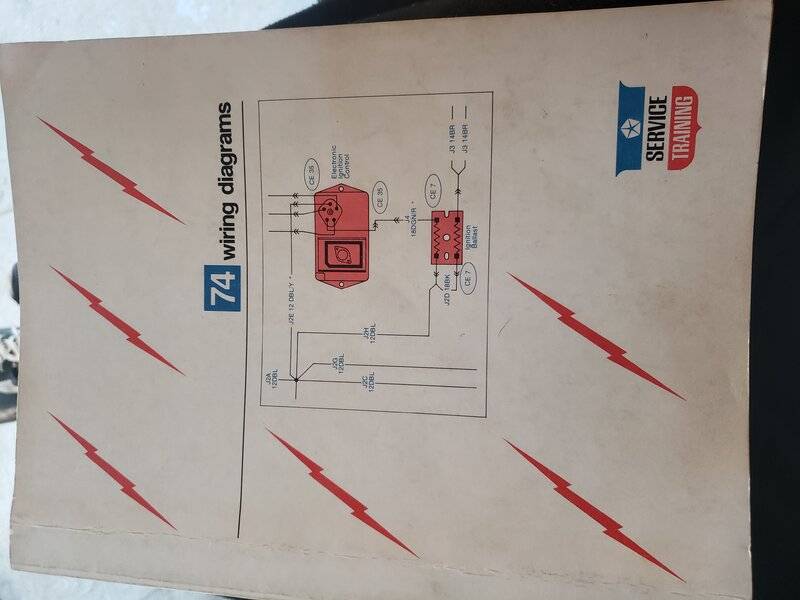 74 wiring diagrams
J2A
12DBL
J2E 12 DBL/Y *
CE 35
Electronic
Ignition
Control
J2G
12DBL
J2C
12DBL
J2H
12DBL
CE 35
J4
18DGN/R *
CE 7
J2D 18BK
CE 7
Ignition
Ballast
J3 14BR
J3 14BR
SERVICE
TRAINING